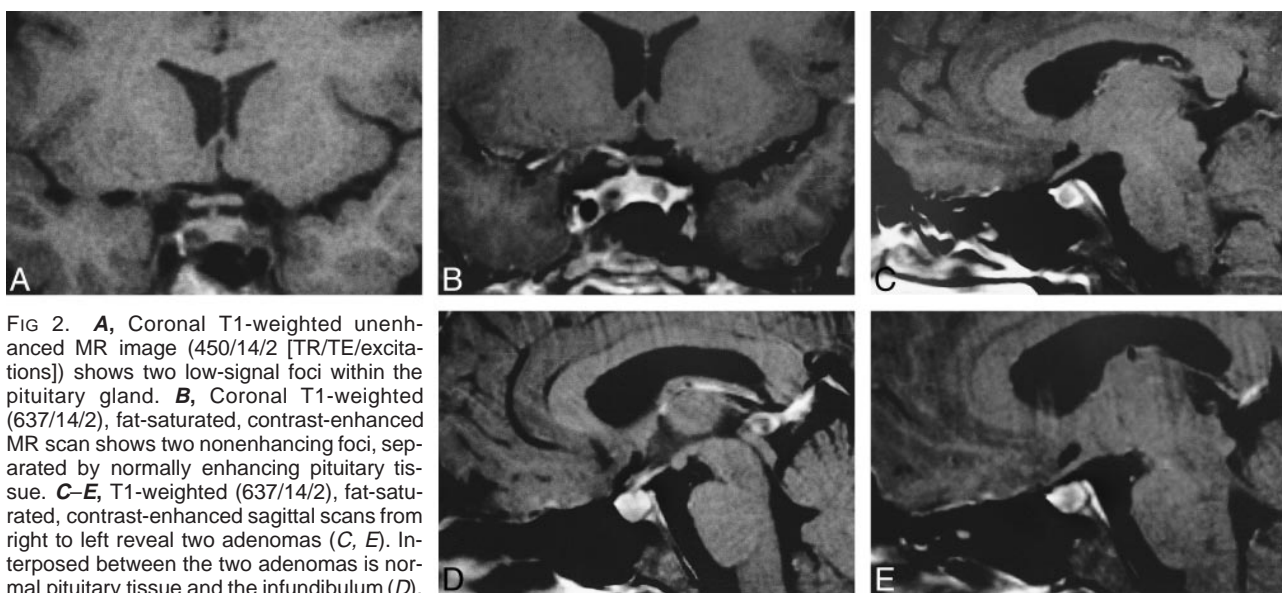 A
B
C
FIG 2. A, Coronal T1-weighted unenh-
anced MR image (450/14/2 [TR/TE/excita-
tions]) shows two low-signal foci within the
pituitary gland. B, Coronal T1-weighted
(637/14/2), fat-saturated, contrast-enhanced
MR scan shows two nonenhancing foci, sep-
arated by normally enhancing pituitary tis-
sue. C–E, T1-weighted (637/14/2), fat-satu-
rated, contrast-enhanced sagittal scans from
right to left reveal two adenomas (C, E). In-
terposed between the two adenomas is nor-
mal pituitary tissue and the infundibulum (D).
D
E